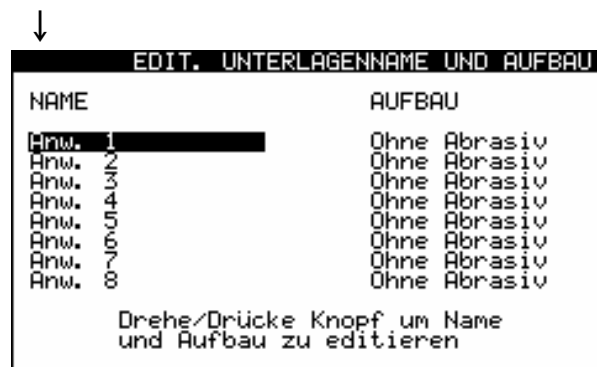 EDIT. UNTERLAGENNAME UND AUFBAU
NAME AUFBAU
Anw. 1 Ohne Abrasiv
Anw. 2 Ohne Abrasiv
Anw. 3 Ohne Abrasiv
Anw. 4 Ohne Abrasiv
Anw. 5 Ohne Abrasiv
Anw. 6 Ohne Abrasiv
Anw. 7 Ohne Abrasiv
Anw. 8 Ohne Abrasiv
Drehe/Drücke Knopf um Name
und Aufbau zu editieren